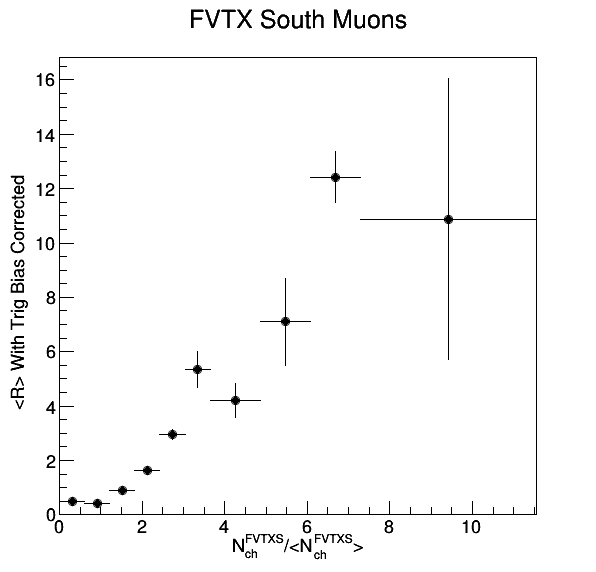 FVTX South Muons
<R> With Trig Bias Corrected
16
14
12
10
8
6
4
2
0
0 2 4 6 8 10
N_ch^FVTXS/<N_ch^FVTXS>